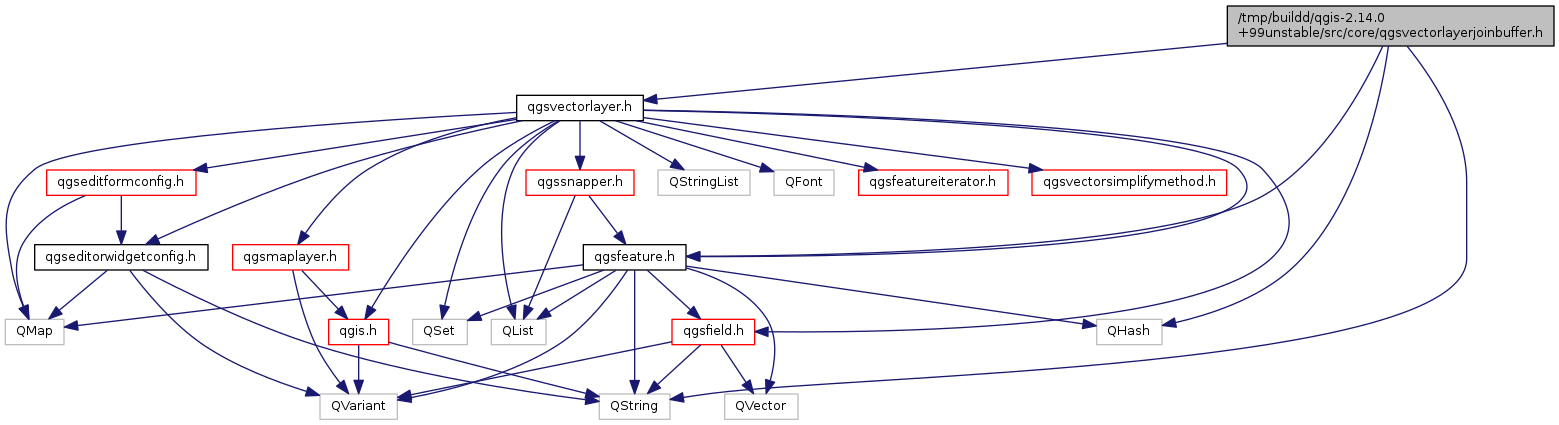 /tmp/buildd/qgis-2.14.0
+99unstable/src/core/qgsvectorlayerjoinbuffer.h
qgsvectorlayer.h
qgseditformconfig.h
qgssnapper.h
QStringList
QFont
qgsfeatureiterator.h
qgsvectorsimplifymethod.h
qgseditorwidgetconfig.h
qgsmaplayer.h
qgsfeature.h
QMap
qgis.h
QSet
QList
qgsfield.h
QHash
QVariant
QString
QVector